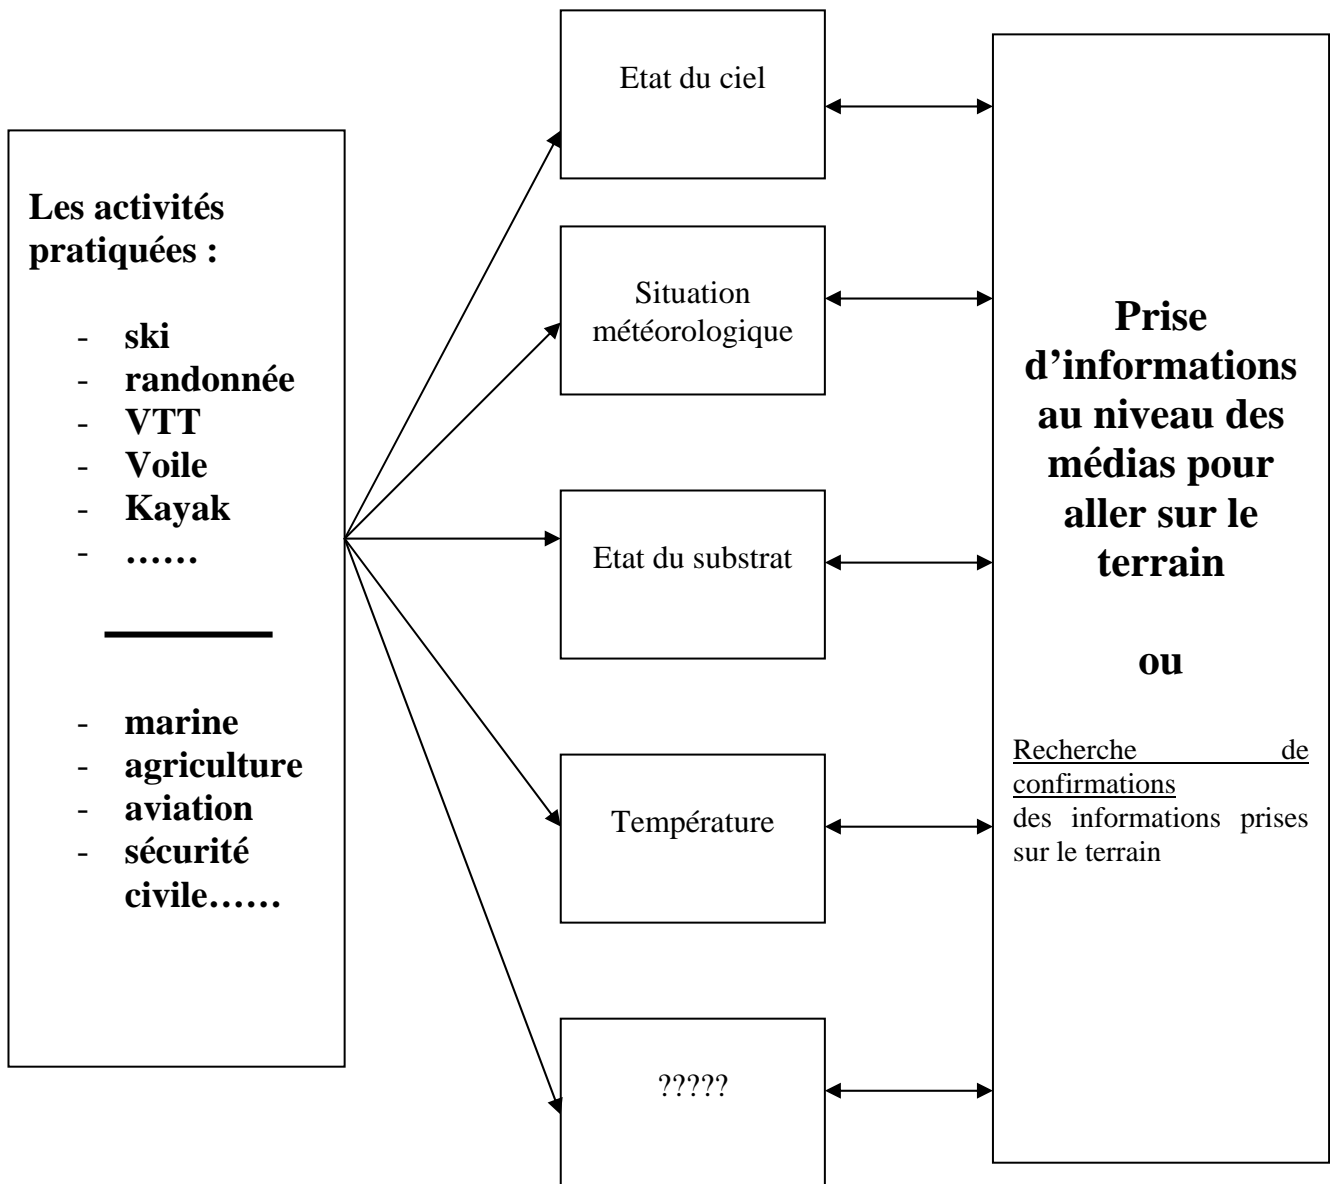 Les activités
pratiquées :
- ski
- randonnée
- VTT
- Voile
- Kayak
- ……
- marine
- agriculture
- aviation
- sécurité
civile……
Etat du ciel
Situation
météorologique
Etat du substrat
Température
?????
Prise
d’informations
au niveau des
médias pour
aller sur le
terrain
ou
Recherche de
confirmations
des informations prises
sur le terrain